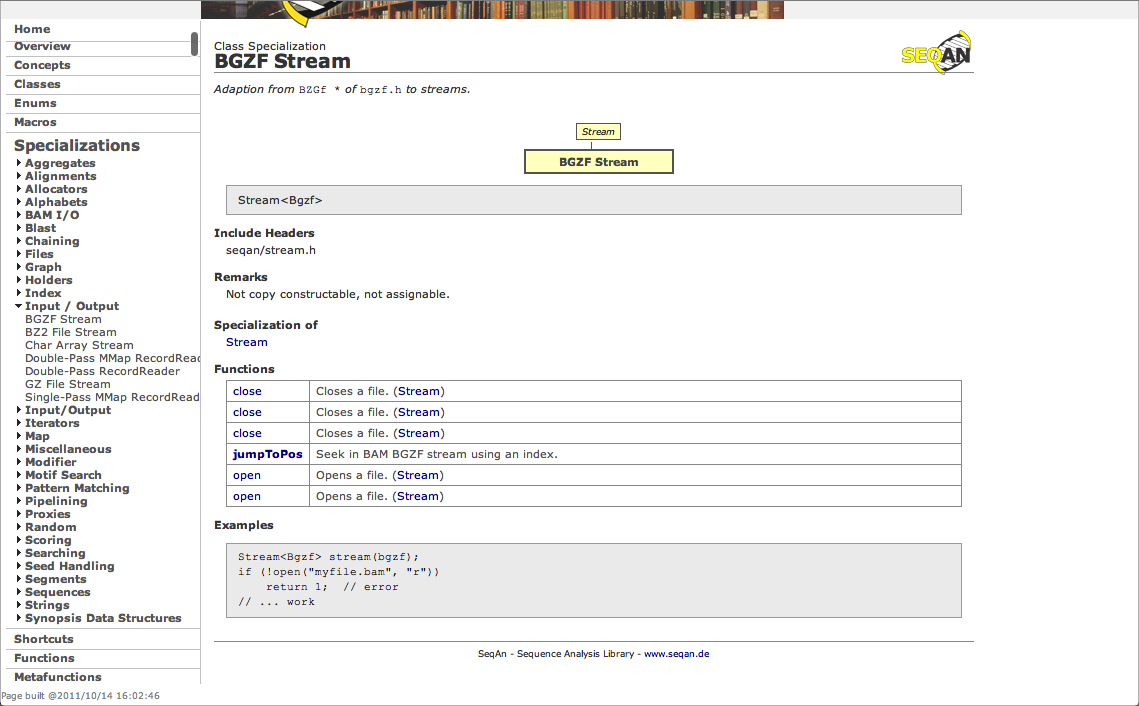 Home
Overview
Concepts
Classes
Enums
Macros
Specializations
Aggregates
Alignments
Allocators
Alphabets
BAM I/O
Blast
Chaining
Files
Graph
Holders
Index
Input / Output
BGZF Stream
BZ2 File Stream
Char Array Stream
Double-Pass MMap RecordRead
Double-Pass RecordReader
GZ File Stream
Single-Pass MMap RecordRead
Input/Output
Iterators
Map
Miscellaneous
Modifier
Motif Search
Pattern Matching
Pipelining
Proxies
Random
Scoring
Searching
Seed Handling
Segments
Sequences
Strings
Synopsis Data Structures
Shortcuts
Functions
Metafunctions
Page built @2011/10/14 16:02:46
Class Specialization
BGZF Stream
SEQAN
Adaption from BZGf * of bgzf.h to streams.
Stream
BGZF Stream
Stream<Bgzf>
Include Headers
seqan/stream.h
Remarks
Not copy constructable, not assignable.
Specialization of
Stream
Functions
close Closes a file. (Stream)
close Closes a file. (Stream)
close Closes a file. (Stream)
jumpToPos Seek in BAM BGZF stream using an index.
open Opens a file. (Stream)
open Opens a file. (Stream)
Examples
Stream<Bgzf> stream(bgzf);
if (!open("myfile.bam", "r"))
    return 1;  // error
// ... work
SeqAn - Sequence Analysis Library - www.seqan.de